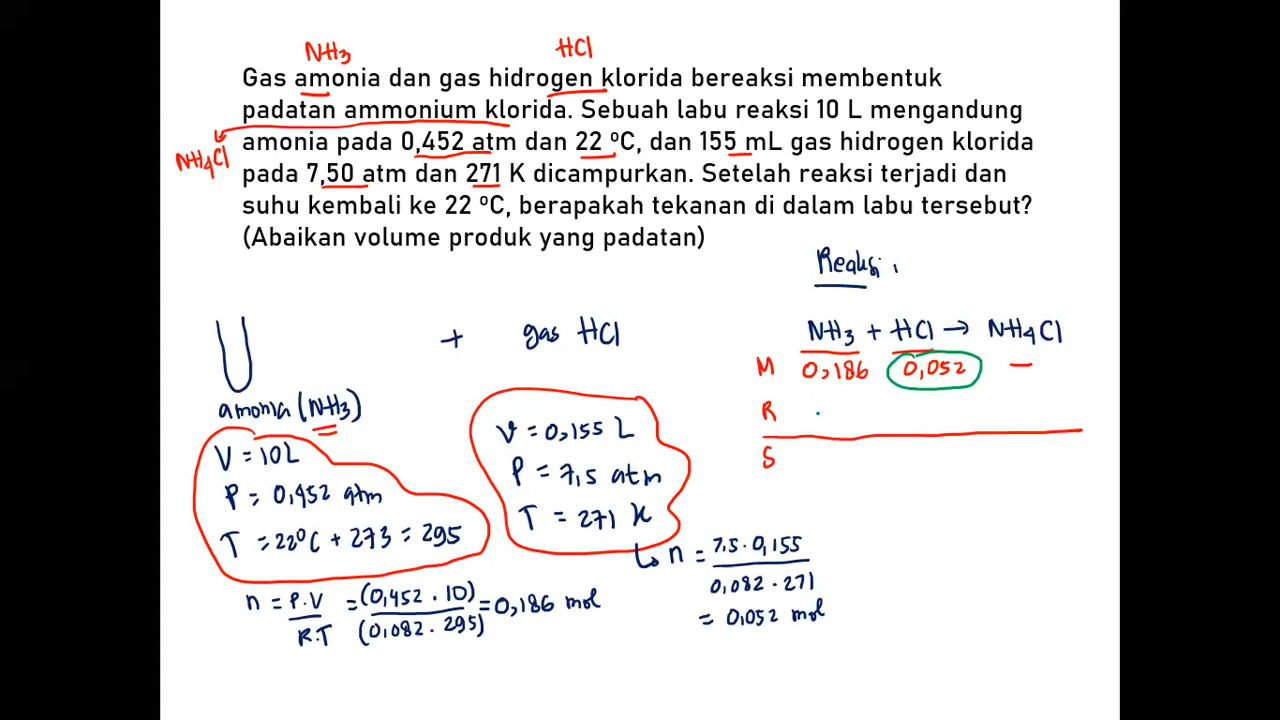 NH3 HCl
Gas amonia dan gas hidrogen klorida bereaksi membentuk
padatan ammonium klorida. Sebuah labu reaksi 10 L mengandung
amonia pada 0,452 atm dan 22 ºC, dan 155 mL gas hidrogen klorida
NH4Cl
pada 7,50 atm dan 271 K dicampurkan. Setelah reaksi terjadi dan
suhu kembali ke 22 ºC, berapakah tekanan di dalam labu tersebut?
(Abaikan volume produk yang padatan)
Reaksi :
+ gas HCl
NH3 + HCl → NH4Cl
M 0,186 0,052 —
R
S
amonia (NH3)
V = 10L
P = 0,452 atm
T = 22ºC + 273 = 295
V = 0,155 L
P = 7,5 atm
T = 271 K
n = P.V / R.T = (0,452 . 10) / (0,082 . 295) = 0,186 mol
↳ n = 7,5 . 0,155 / 0,082 . 271
= 0,052 mol